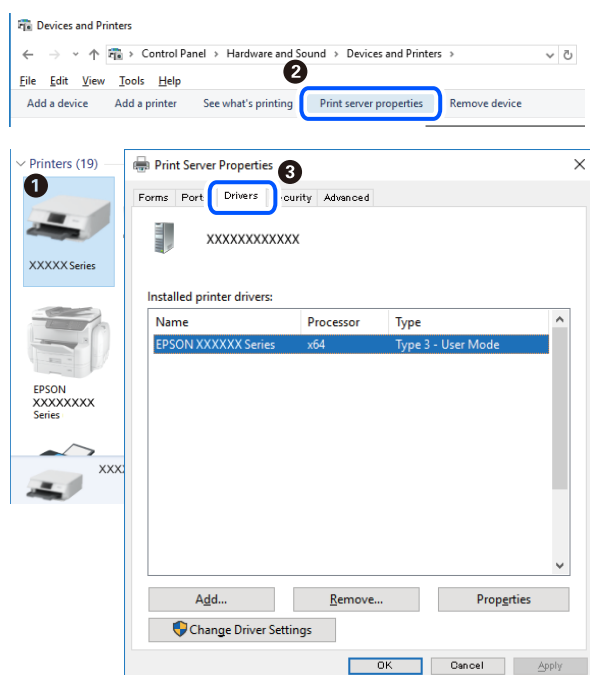 Devices and Printers
Control Panel > Hardware and Sound > Devices and Printers >
2
File Edit View Tools Help
Add a device Add a printer See what's printing Print server properties Remove device
Printers (19)
1
XXXXX Series
EPSON
XXXXXXXX
Series
XXX
Print Server Properties
3
Forms Port Drivers curity Advanced
XXXXXXXXXXXX
Installed printer drivers:
Name Processor Type
EPSON XXXXXX Series x64 Type 3 - User Mode
Add... Remove... Properties
Change Driver Settings
OK Cancel Apply